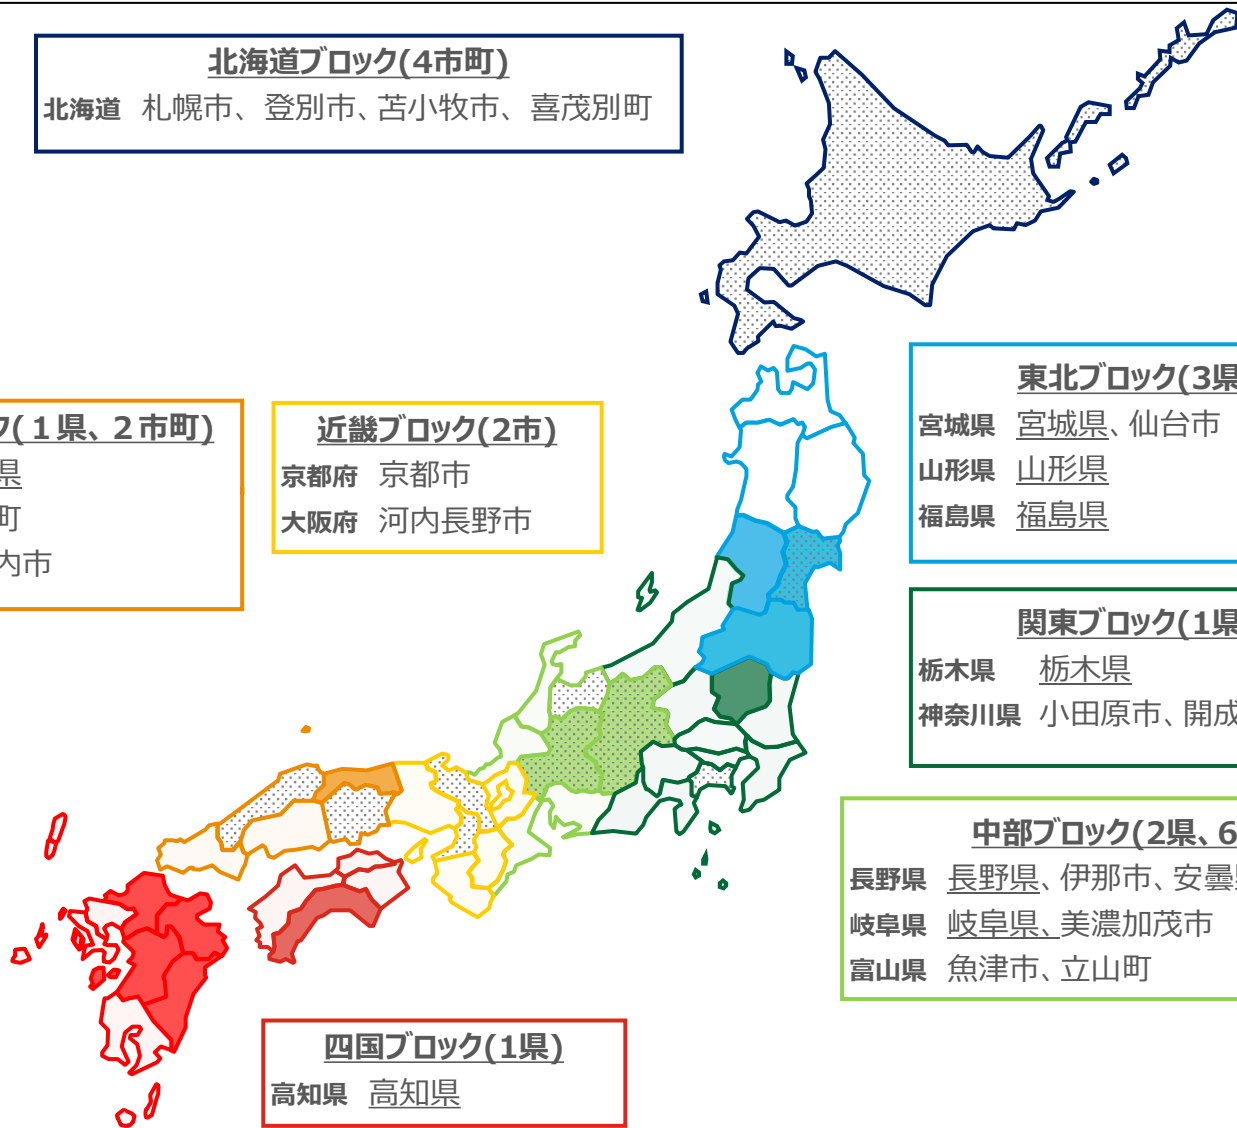 北海道ブロック(4市町)
北海道 札幌市、登別市、苫小牧市、喜茂別町
ク(１県、２市町)
県
町
内市
近畿ブロック(2市)
京都府 京都市
大阪府 河内長野市
東北ブロック(3県
宮城県 宮城県、仙台市
山形県 山形県
福島県 福島県
関東ブロック(1県
栃木県 栃木県
神奈川県 小田原市、開成
中部ブロック(2県、6
長野県 長野県、伊那市、安曇
岐阜県 岐阜県、美濃加茂市
富山県 魚津市、立山町
四国ブロック(1県)
高知県 高知県